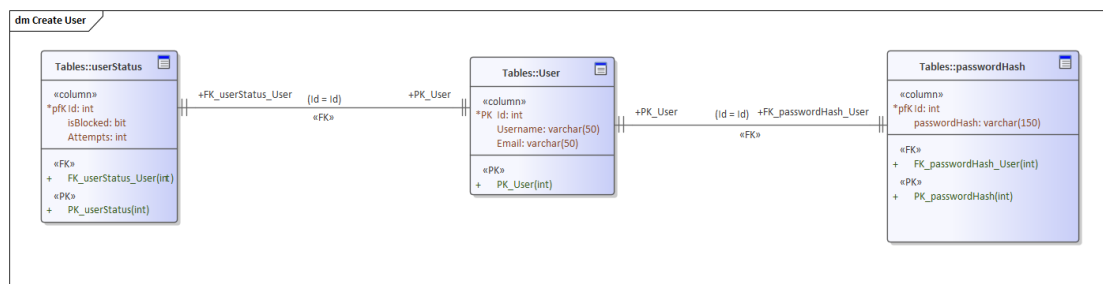 dm Create User
Tables::userStatus
«column»
*pfK Id: int
isBlocked: bit
Attempts: int
«FK»
+ FK_userStatus_User(int)
«PK»
+ PK_userStatus(int)
+FK_userStatus_User
(Id = Id)
«FK»
+PK_User
Tables::User
«column»
*PK Id: int
Username: varchar(50)
Email: varchar(50)
«PK»
+ PK_User(int)
+PK_User
(Id = Id)
«FK»
+FK_passwordHash_User
Tables::passwordHash
«column»
*pfK Id: int
passwordHash: varchar(150)
«FK»
+ FK_passwordHash_User(int)
«PK»
+ PK_passwordHash(int)